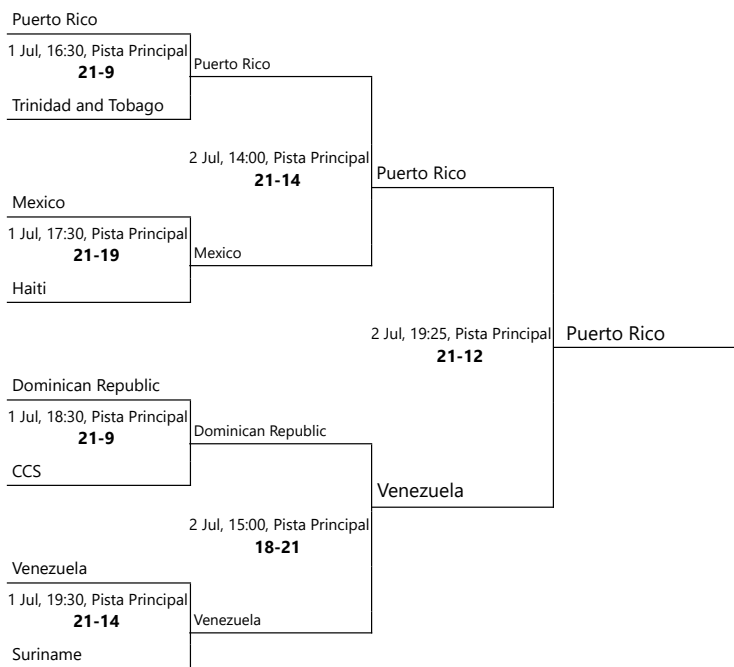 Puerto Rico
1 Jul, 16:30, Pista Principal
21-9
Puerto Rico
Trinidad and Tobago
2 Jul, 14:00, Pista Principal
21-14
Puerto Rico
Mexico
1 Jul, 17:30, Pista Principal
21-19
Mexico
Haiti
2 Jul, 19:25, Pista Principal
21-12
Puerto Rico
Dominican Republic
1 Jul, 18:30, Pista Principal
21-9
Dominican Republic
CCS
Venezuela
2 Jul, 15:00, Pista Principal
18-21
Venezuela
1 Jul, 19:30, Pista Principal
21-14
Venezuela
Suriname